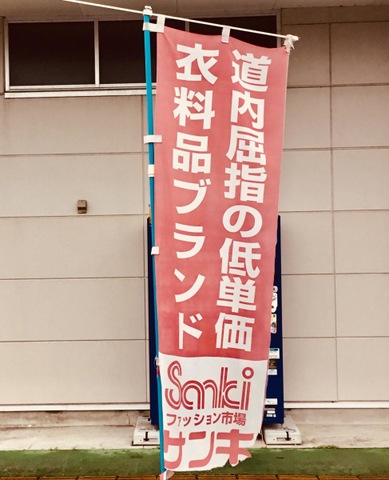 道内屈指の低単価
衣料品ブランド
Sanki
ファッション市場
サンキ